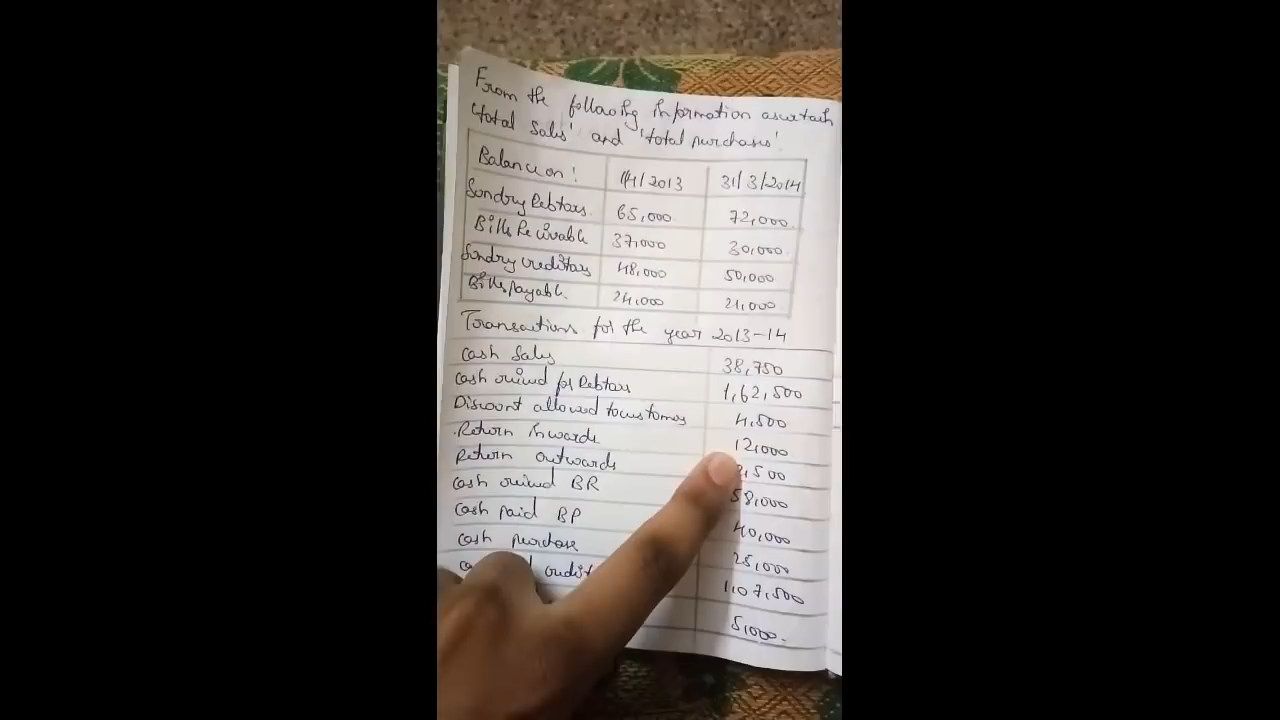 From the following information ascertain
'total Sales' and 'total purchases'.
Balance on: 1/4/2013 31/3/2014
Sundry Debtors. 65,000 72,000
Bills Receivable 37,000 30,000
Sundry creditors 48,000 50,000
Bills payable. 24,000 21,000
Transactions for the year 2013-14
Cash Sales 38,750
Cash received for Debtors 1,62,500
Discount allowed to customers 4,500
Return inwards 12,000
Return outwards ,500
Cash received BR 58,000
Cash paid BP 40,000
Cash purchase 25,000
1,07,500
5,000